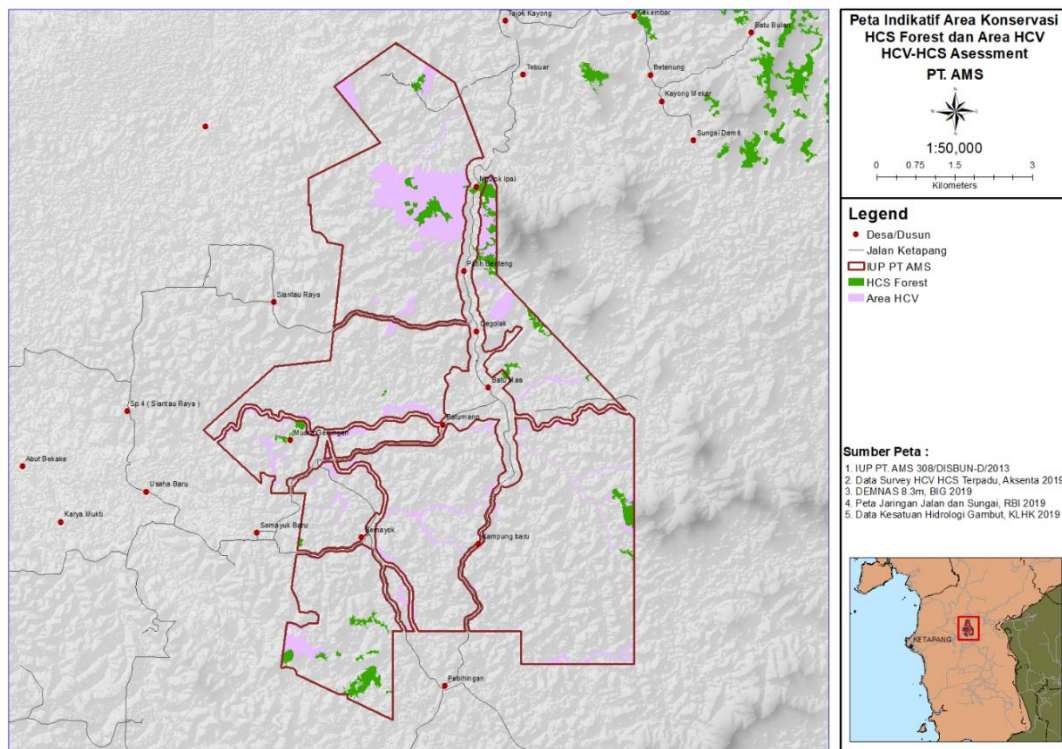 Peta Indikatif Area Konservasi
HCS Forest dan Area HCV
HCV-HCS Asessment
PT. AMS
1:50,000
0 0.75 1.5 3
Kilometers
Legend
Desa/Dusun
Jalan Ketapang
IUP PT AMS
HCS Forest
Area HCV
Sumber Peta :
1. IUP PT. AMS 308/DISBUN-D/2013
2. Data Survey HCV HCS Terpadu, Aksenta 2019
3. DEMNAS 8.3m, BIG 2019
4. Peta Jaringan Jalan dan Sungai, RBI 2019
5. Data Kesatuan Hidrologi Gambut, KLHK 2019
KETAPANG
Kayong
Batu Bulan
Tebuar
Betenung
Kayong Mekar
Sungai Demit
Siantau Raya
Cegolak
Batu Mas
Sp 4 ( Siantau Raya )
Batumang
Muara Gerungan
Abut Bekake
Usaha Baru
Karya Mukti
Semayuk Baru
Semayok
Kampung baru
Pebihingan